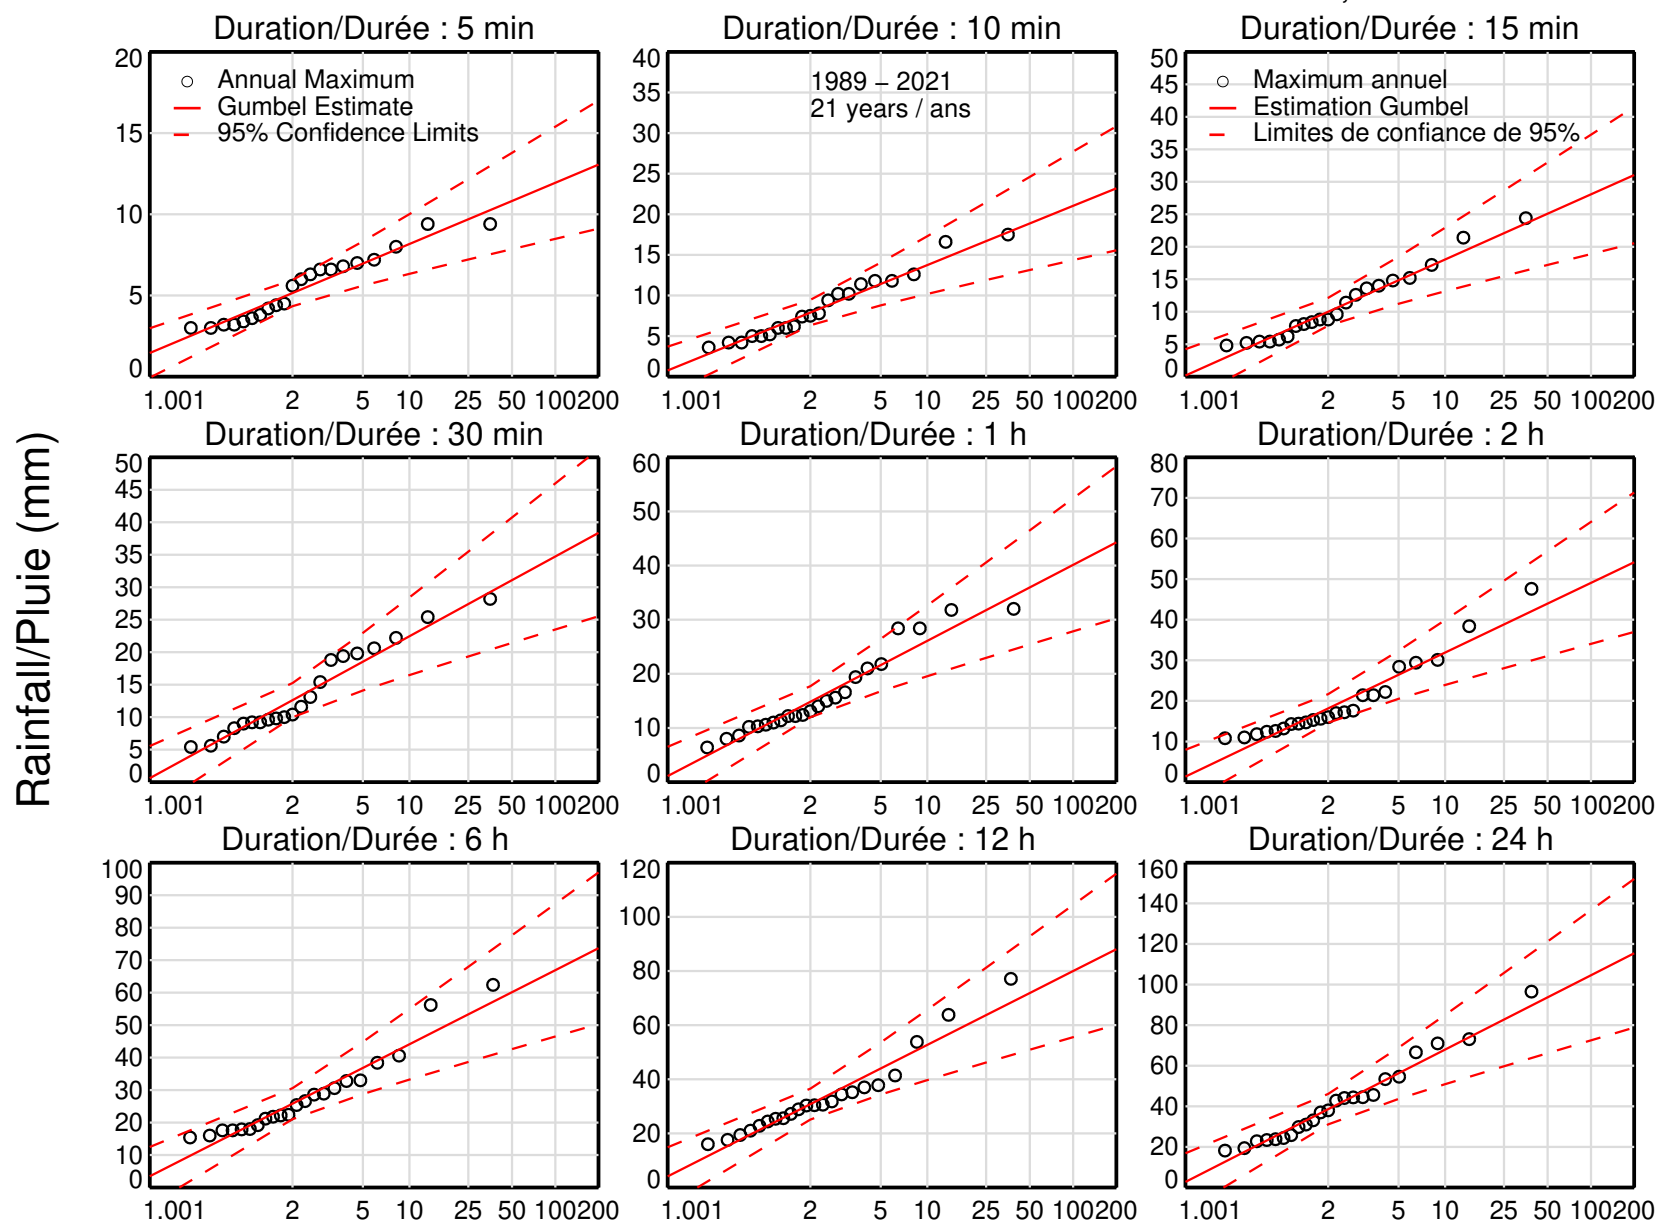 Duration/Durée : 5 min
20
15
10
5
0
Annual Maximum
Gumbel Estimate
95% Confidence Limits
1.001 2 5 10 25 50 100200
Duration/Durée : 10 min
40
35
30
25
20
15
10
5
0
1989 – 2021
21 years / ans
1.001 2 5 10 25 50 100200
Duration/Durée : 15 min
50
45
40
35
30
25
20
15
10
5
0
Maximum annuel
Estimation Gumbel
Limites de confiance de 95%
1.001 2 5 10 25 50 100200
Rainfall/Pluie (mm)
Duration/Durée : 30 min
50
45
40
35
30
25
20
15
10
5
0
1.001 2 5 10 25 50 100200
Duration/Durée : 1 h
60
50
40
30
20
10
0
1.001 2 5 10 25 50 100200
Duration/Durée : 2 h
80
70
60
50
40
30
20
10
0
1.001 2 5 10 25 50 100200
Duration/Durée : 6 h
100
90
80
70
60
50
40
30
20
10
0
1.001 2 5 10 25 50 100200
Duration/Durée : 12 h
120
100
80
60
40
20
0
1.001 2 5 10 25 50 100200
Duration/Durée : 24 h
160
140
120
100
80
60
40
20
0
1.001 2 5 10 25 50 100200